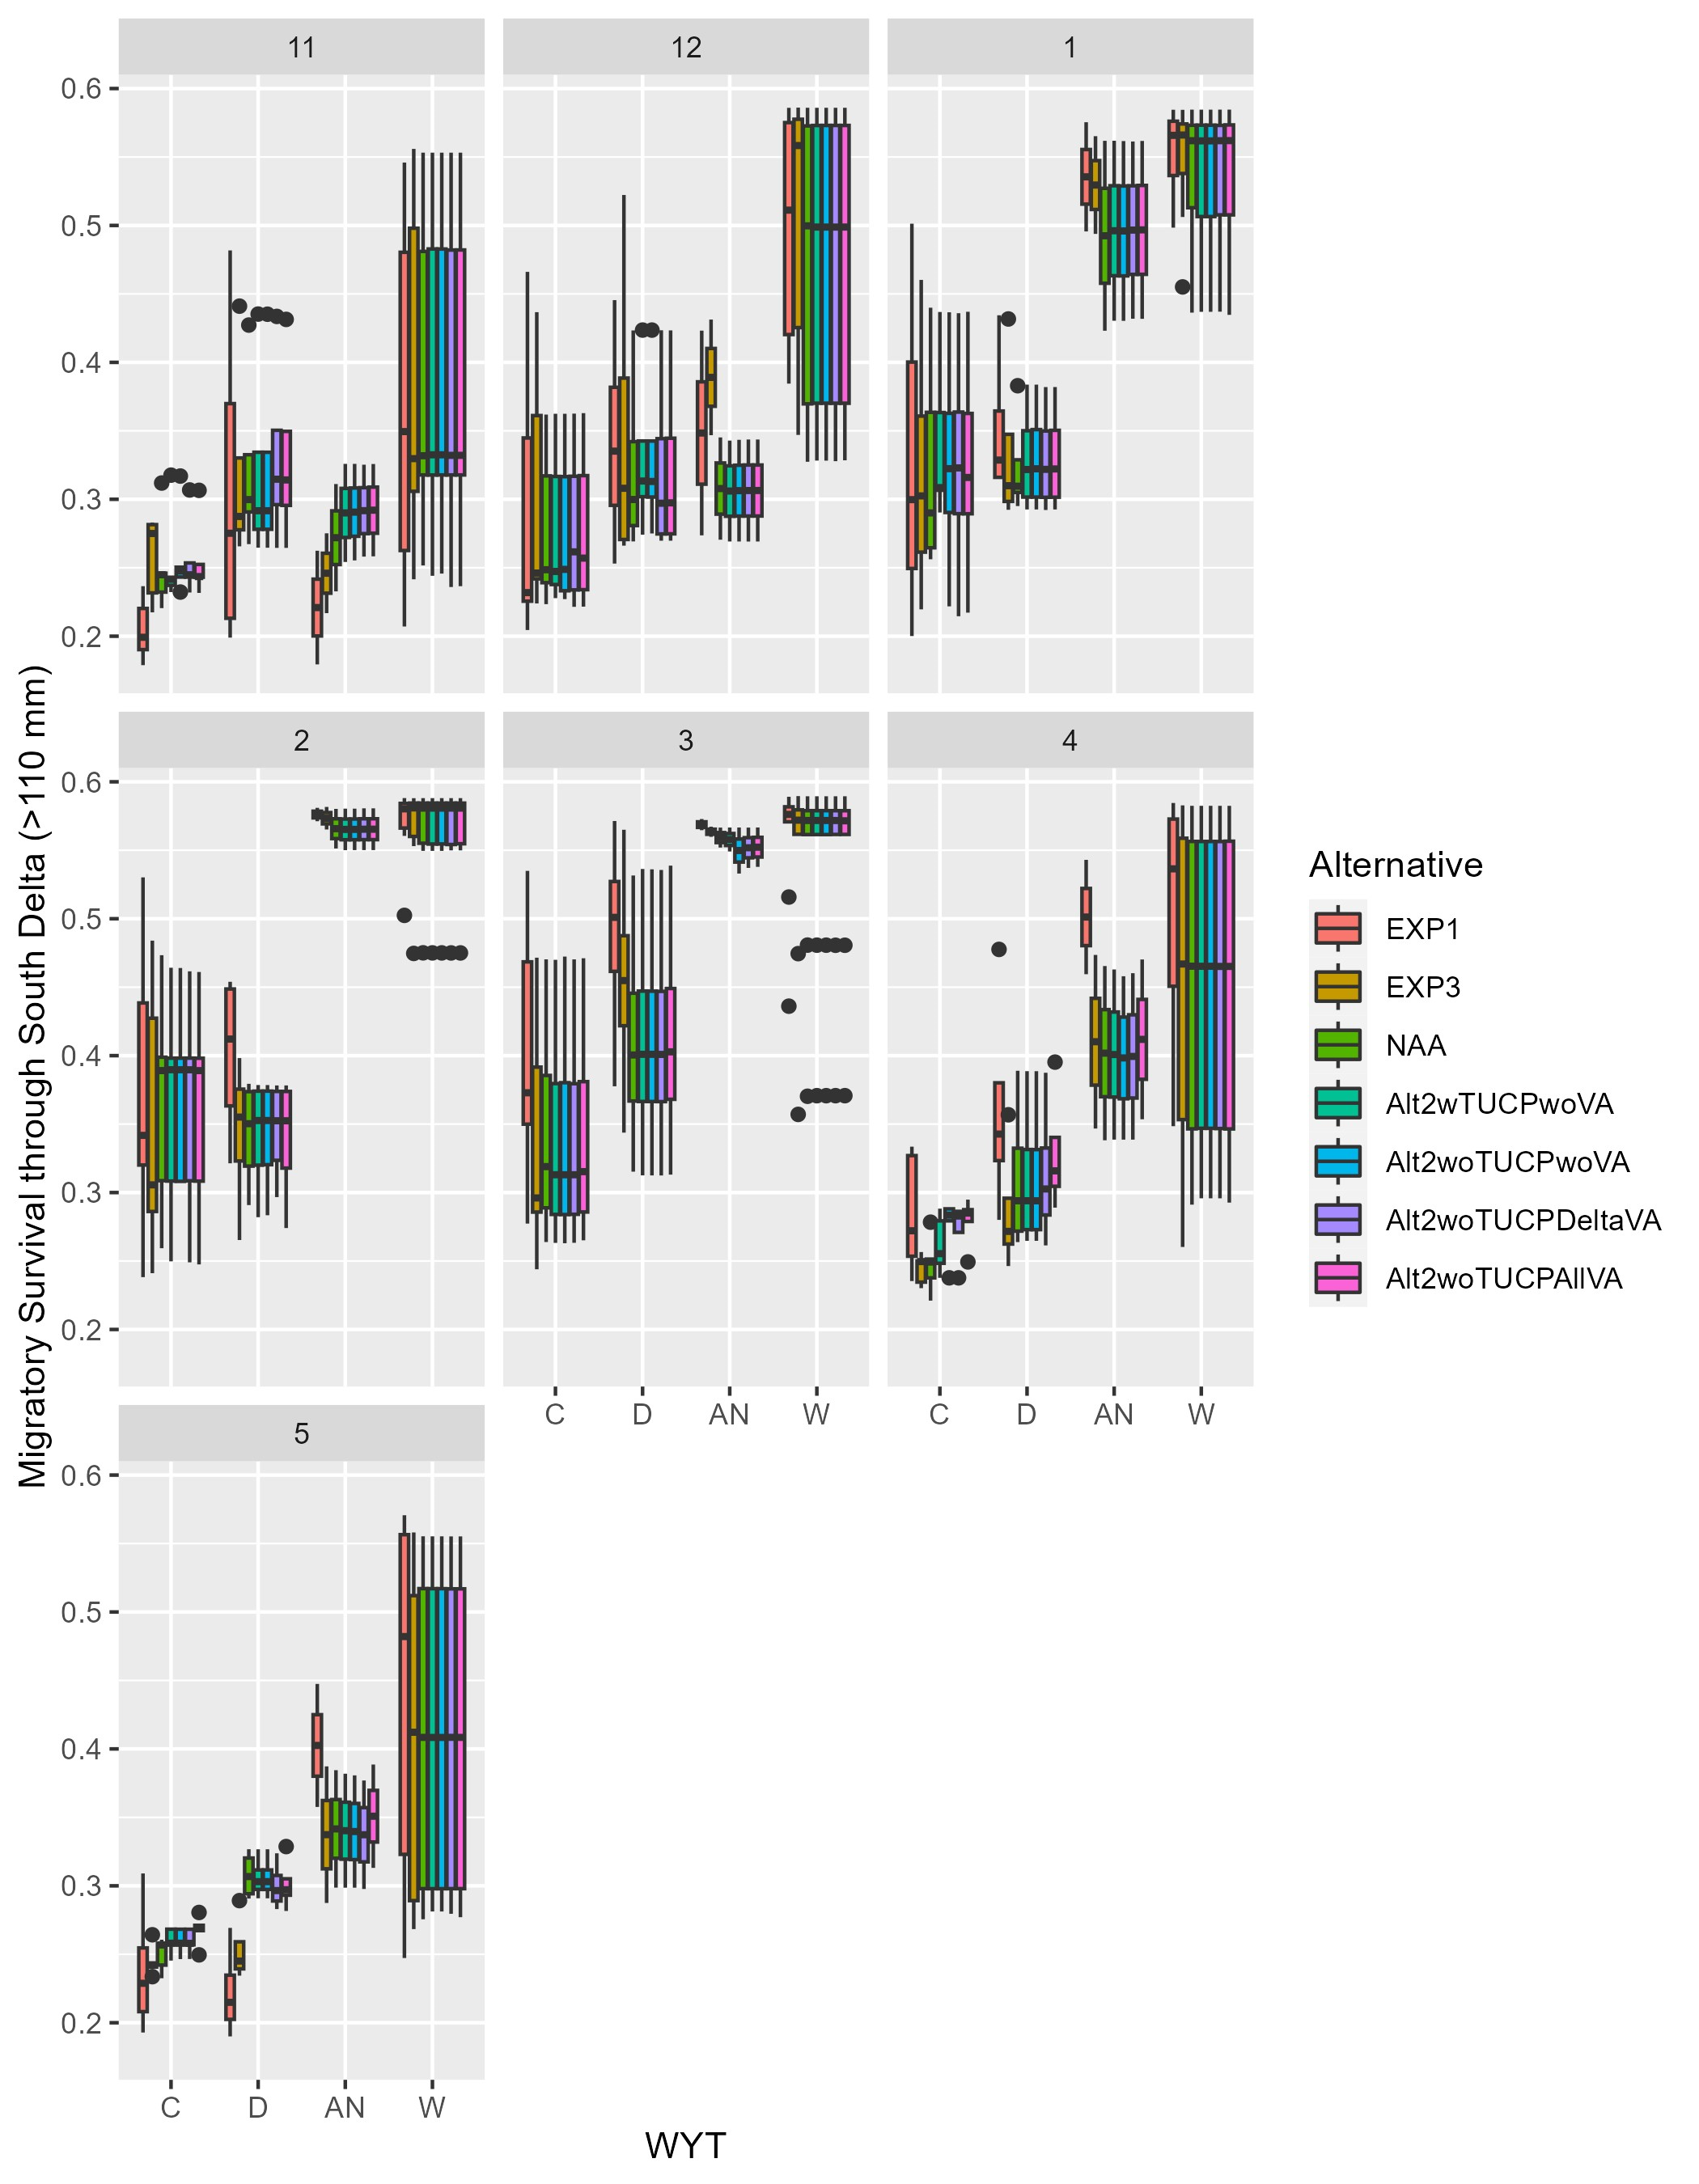 11 12 1
0.6
0.5
0.4
0.3
0.2
2 3 4
0.6
0.5
0.4
0.3
0.2
C D AN W C D AN W
5
0.6
0.5
0.4
0.3
0.2
C D AN W
WYT
Migratory Survival through South Delta (>110 mm)
Alternative
EXP1
EXP3
NAA
Alt2wTUCPwoVA
Alt2woTUCPwoVA
Alt2woTUCPDeltaVA
Alt2woTUCPAllVA